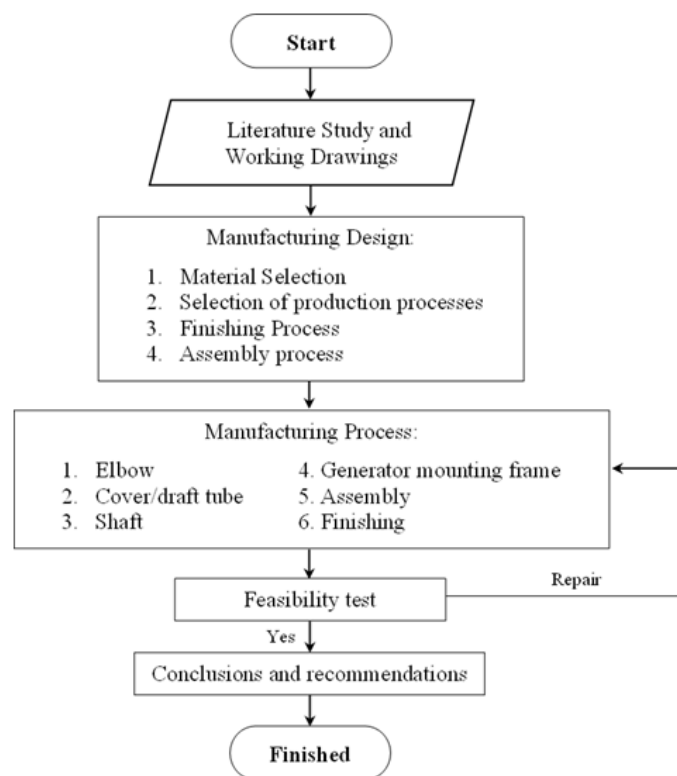 Start
Literature Study and
Working Drawings
Manufacturing Design:
1. Material Selection
2. Selection of production processes
3. Finishing Process
4. Assembly process
Manufacturing Process:
1. Elbow
2. Cover/draft tube
3. Shaft
4. Generator mounting frame
5. Assembly
6. Finishing
Feasibility test
Repair
Yes
Conclusions and recommendations
Finished